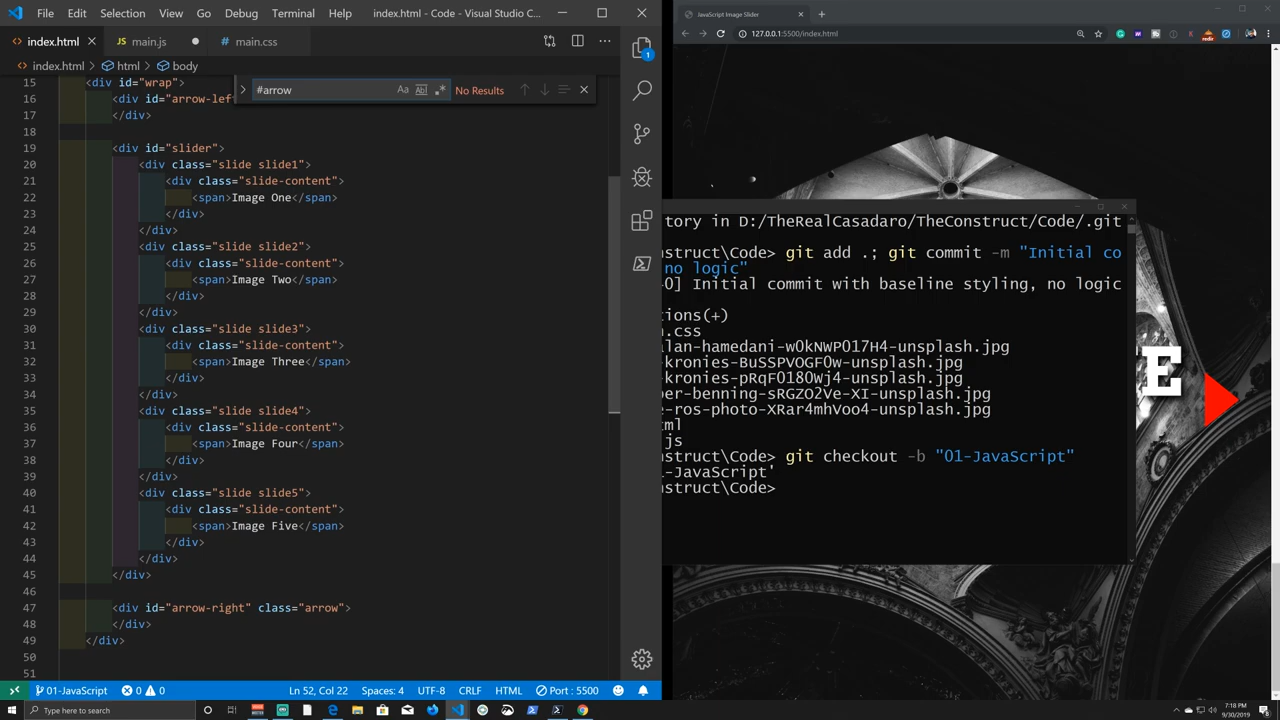 File Edit Selection View Go Debug Terminal Help index.html - Code - Visual Studio C...
index.html main.js main.css
index.html html body
#arrow Aa Abl .* No Results
15 <div id="wrap">
16 <div id="arrow-lef
17 </div>
18
19 <div id="slider">
20 <div class="slide slide1">
21 <div class="slide-content">
22 <span>Image One</span>
23 </div>
24 </div>
25 <div class="slide slide2">
26 <div class="slide-content">
27 <span>Image Two</span>
28 </div>
29 </div>
30 <div class="slide slide3">
31 <div class="slide-content">
32 <span>Image Three</span>
33 </div>
34 </div>
35 <div class="slide slide4">
36 <div class="slide-content">
37 <span>Image Four</span>
38 </div>
39 </div>
40 <div class="slide slide5">
41 <div class="slide-content">
42 <span>Image Five</span>
43 </div>
44 </div>
45 </div>
46
47 <div id="arrow-right" class="arrow">
48 </div>
49 </div>
50
51
1
01-JavaScript 0 0 Ln 52, Col 22 Spaces: 4 UTF-8 CRLF HTML Port : 5500
JavaScript Image Slider
127.0.0.1:5500/index.html
tory in D:/TheRealCasadaro/TheConstruct/Code/.git
nstruct\Code> git add .; git commit -m "Initial co
no logic"
Initial commit with baseline styling, no logic
tions(+)
.css
alan-hamedani-w0kNWP017H4-unsplash.jpg
-kronies-BuSSPVOGF0w-unsplash.jpg
-kronies-pRqF0180Wj4-unsplash.jpg
per-benning-sRGZO2Ve-XI-unsplash.jpg
e-ros-photo-XRar4mhVoo4-unsplash.jpg
ml
js
nstruct\Code> git checkout -b "01-JavaScript"
-JavaScript'
nstruct\Code>
E
Type here to search
7:18 PM
9/30/2019